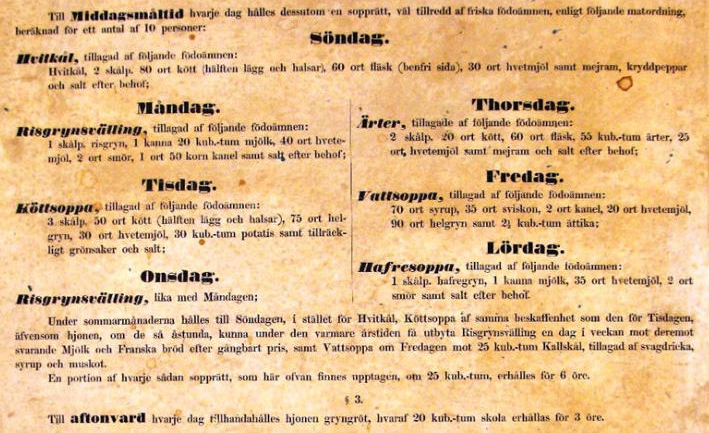 Till Middagsmåltid hvarje dag hålles dessutom en sopprätt, väl tillredd af friska födoämnen, enligt följande matordning,
beräknad för ett antal af 10 personer:
Söndag.
Hvitkål, tillagad af följande födoämnen:
Hvitkål, 2 skålp. 80 ort kött (hälften lägg och halsar), 60 ort fläsk (benfri sida), 30 ort hvetmjöl samt mejram, kryddpeppar
och salt efter behof;
Måndag.
Risgrynsvälling, tillagad af följande födoämnen:
1 skålp. risgryn, 1 kanna 20 kub.-tum mjölk, 40 ort hvete-
mjöl, 2 ort smör, 1 ort 50 korn kanel samt salt efter behof;
Tisdag.
Köttsoppa, tillagad af följande födoämnen:
3 skålp. 50 ort kött (hälften lägg och halsar), 75 ort hel-
gryn, 30 ort hvetemjöl, 30 kub.-tum potatis samt tillräck-
ligt grönsaker och salt;
Onsdag.
Risgrynsvälling, lika med Måndagen;
Thorsdag.
Ärter, tillagade af följande födoämnen:
2 skålp. 20 ort kött, 60 ort fläsk, 55 kub.-tum ärter, 25
ort hvetemjöl samt mejram och salt efter behof;
Fredag.
Vattsoppa, tillagad af följande födoämnen:
70 ort syrup, 35 ort sviskon, 2 ort kanel, 20 ort hvetemjöl,
90 ort helgryn samt 2½ kub.-tum ättika;
Lördag.
Hafresoppa, tillagad af följande födoämnen:
1 skålp. hafregryn, 1 kanna mjölk, 35 ort hvetemjöl, 2 ort
smör samt salt efter behof.
Under sommarmånaderna hålles till Söndagen, i stället för Hvitkål, Köttsoppa af samma beskaffenhet som den för Tisdagen,
äfvensom hjonen, om de så åstunda, kunna under den varmare årstiden få utbyta Risgrynsvälling en dag i veckan mot deremot
svarande Mjölk och Franska bröd efter gångbart pris, samt Vattsoppa om Fredagen mot 25 kub.-tum Kallskål, tillagad af svagdricka,
syrup och muskot.
En portion af hvarje sådan sopprätt, som här ofvan finnes upptagen, om 25 kub.-tum, erhålles för 6 öre.
§ 3.
Till aftonvard hvarje dag tillhandahålles hjonen gryngröt, hvaraf 20 kub.-tum skola erhållas för 3 öre.